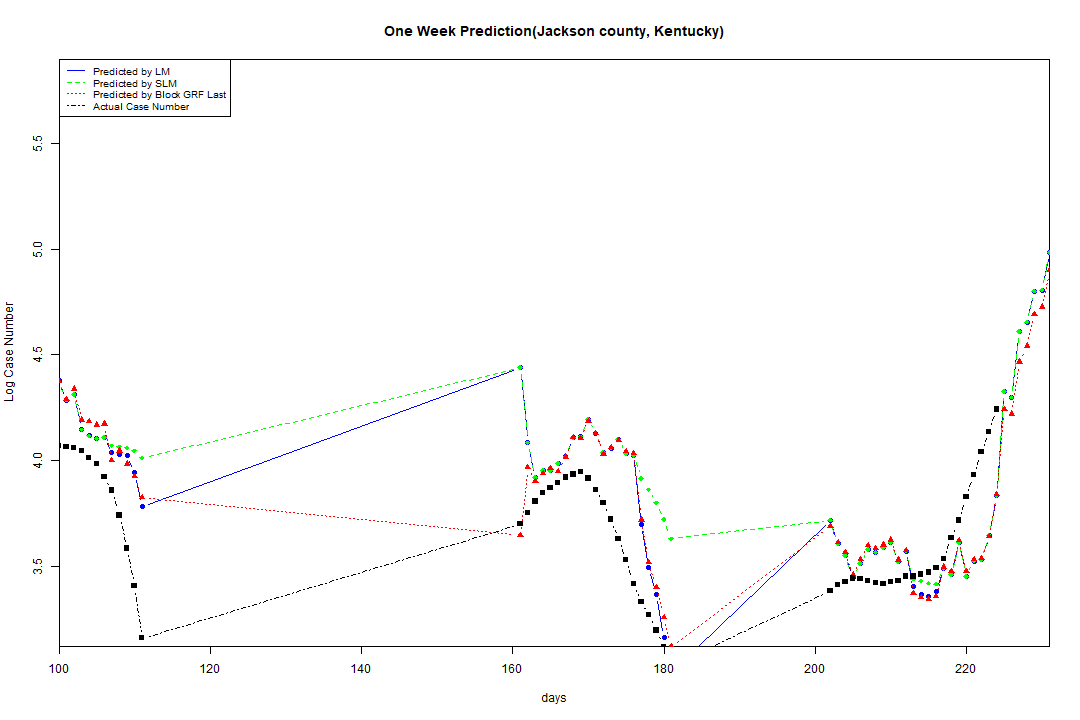 One Week Prediction(Jackson county, Kentucky)
Predicted by LM
Predicted by SLM
Predicted by Block GRF Last
Actual Case Number
Log Case Number
5.5
5.0
4.5
4.0
3.5
100 120 140 160 180 200 220
days